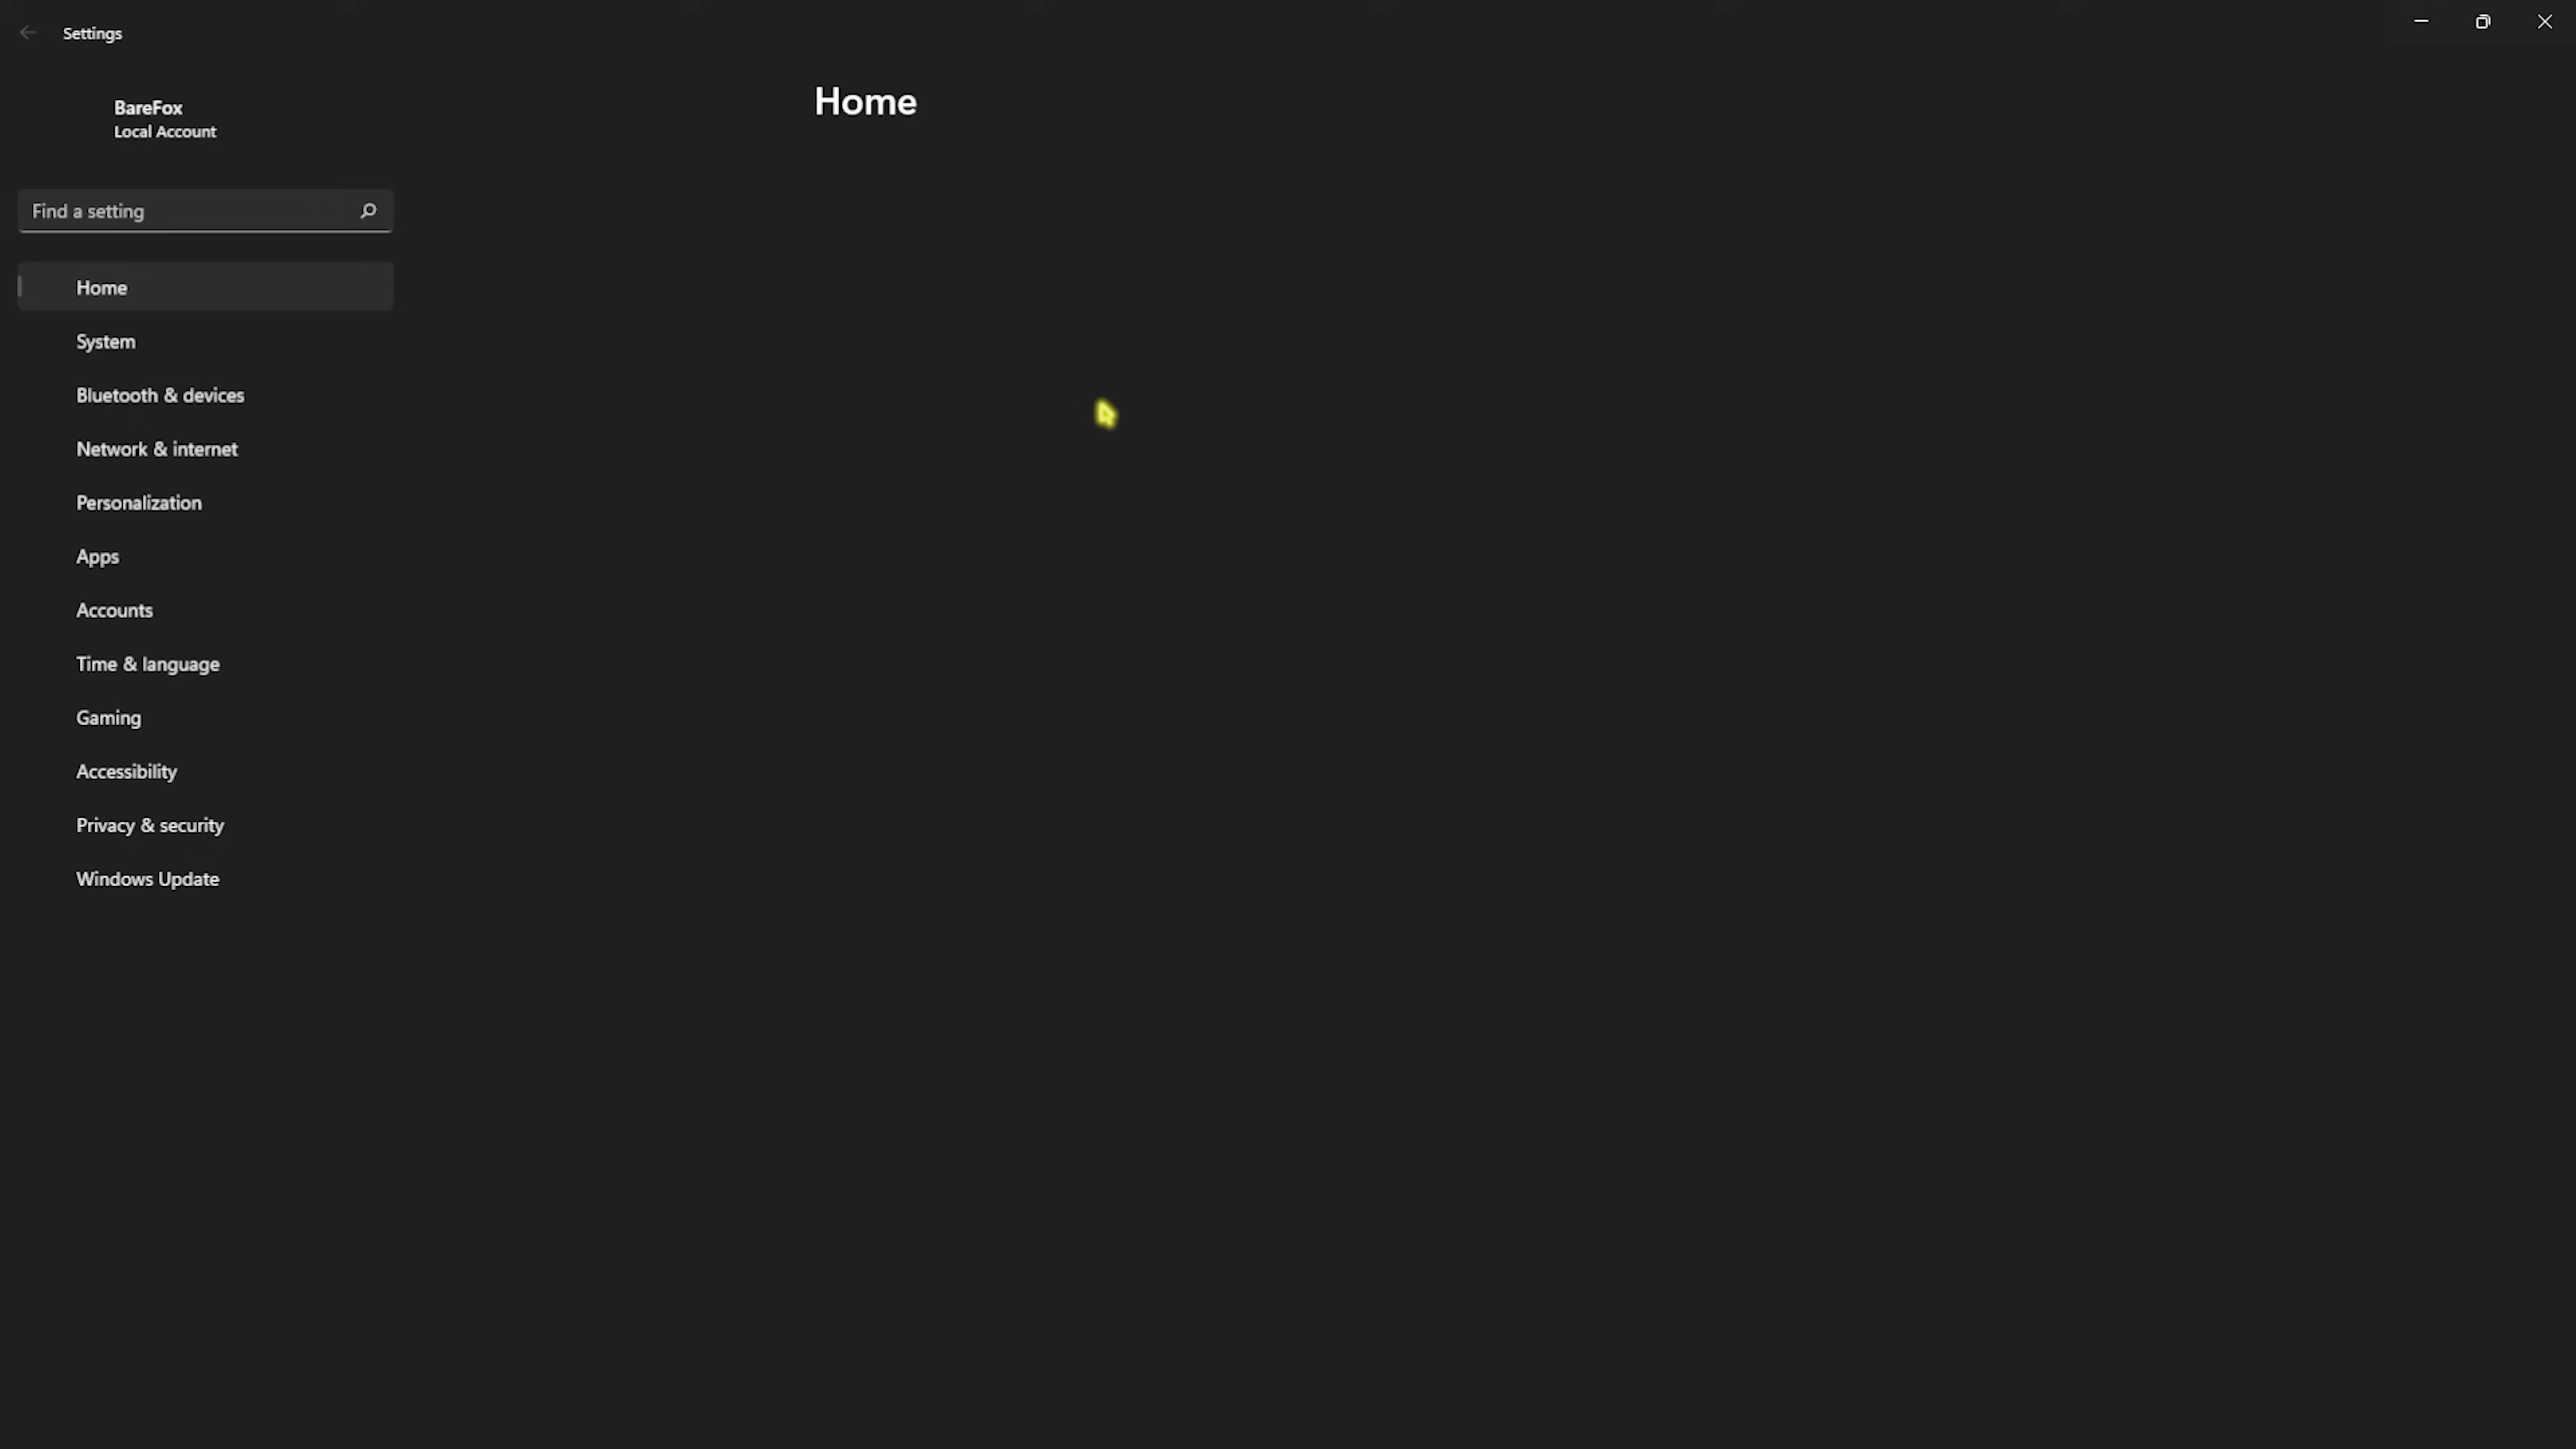 Settings
BareFox
Local Account
Find a setting
Home
System
Bluetooth & devices
Network & internet
Personalization
Apps
Accounts
Time & language
Gaming
Accessibility
Privacy & security
Windows Update
Home